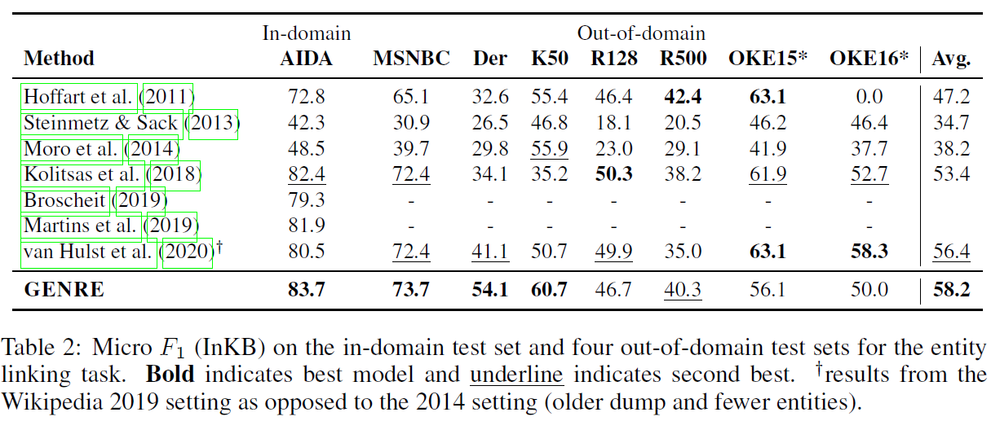 In-domain Out-of-domain
Method AIDA MSNBC Der K50 R128 R500 OKE15* OKE16* Avg.
Hoffart et al. (2011) 72.8 65.1 32.6 55.4 46.4 42.4 63.1 0.0 47.2
Steinmetz & Sack (2013) 42.3 30.9 26.5 46.8 18.1 20.5 46.2 46.4 34.7
Moro et al. (2014) 48.5 39.7 29.8 55.9 23.0 29.1 41.9 37.7 38.2
Kolitsas et al. (2018) 82.4 72.4 34.1 35.2 50.3 38.2 61.9 52.7 53.4
Broscheit (2019) 79.3 - - - - - - -
Martins et al. (2019) 81.9 - - - - - - -
van Hulst et al. (2020)† 80.5 72.4 41.1 50.7 49.9 35.0 63.1 58.3 56.4
GENRE 83.7 73.7 54.1 60.7 46.7 40.3 56.1 50.0 58.2
Table 2: Micro F1 (InKB) on the in-domain test set and four out-of-domain test sets for the entity
linking task. Bold indicates best model and underline indicates second best. †results from the
Wikipedia 2019 setting as opposed to the 2014 setting (older dump and fewer entities).